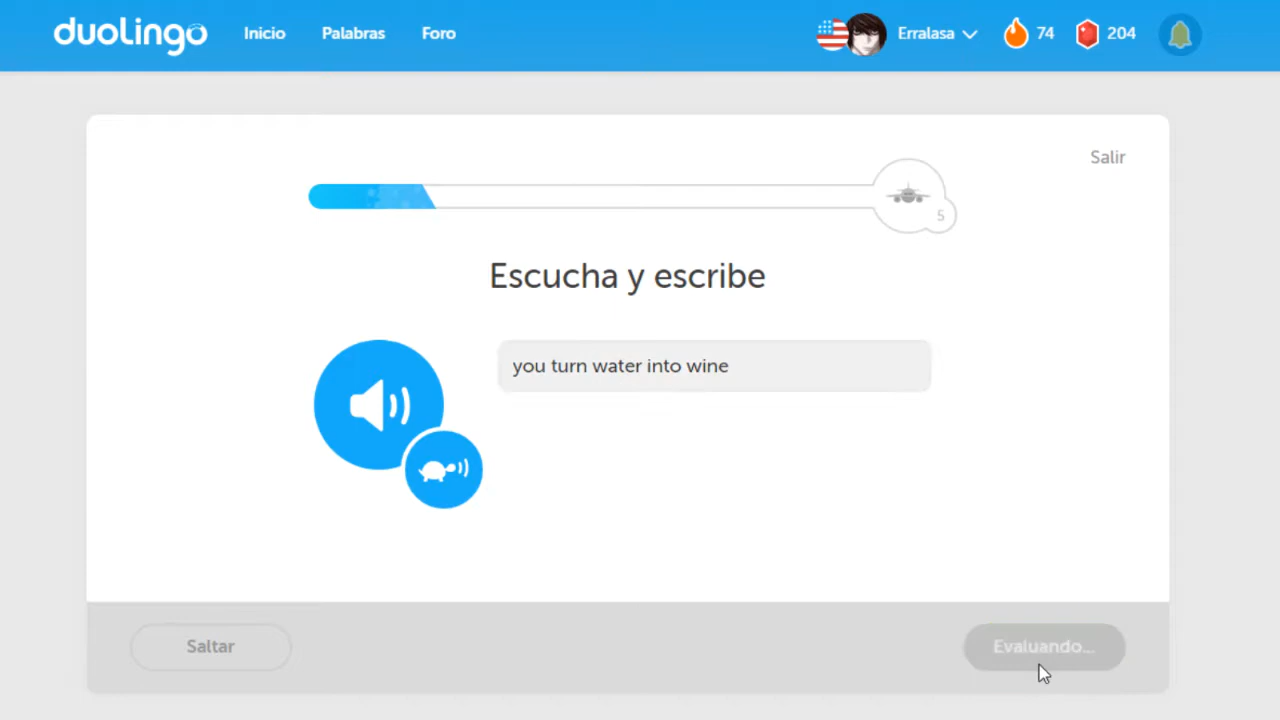 duolingo Inicio Palabras Foro Erralasa 74 204
Salir
5
Escucha y escribe
you turn water into wine
Saltar Evaluando...